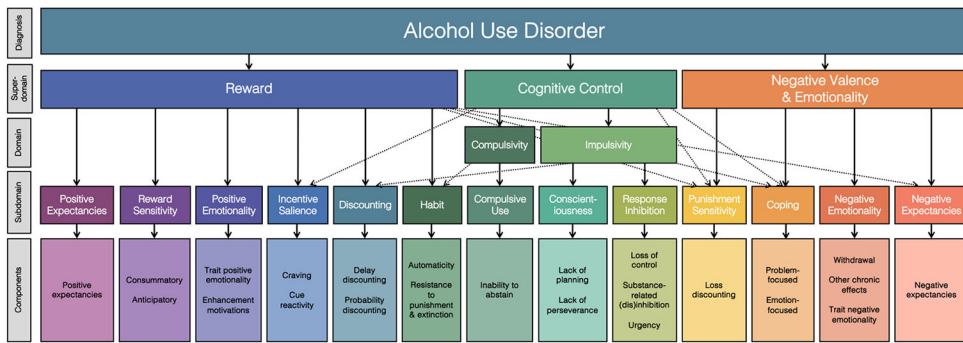 Diagnosis
Alcohol Use Disorder
Super-
domain
Reward
Cognitive Control
Negative Valence
& Emotionality
Domain
Compulsivity
Impulsivity
Subdomain
Positive
Expectancies
Reward
Sensitivity
Positive
Emotionality
Incentive
Salience
Discounting
Habit
Compulsive
Use
Conscient-
iousness
Response
Inhibition
Punishment
Sensitivity
Coping
Negative
Emotionality
Negative
Expectancies
Components
Positive
expectancies
Consummatory
Anticipatory
Trait positive
emotionality
Enhancement
motivations
Craving
Cue
reactivity
Delay
discounting
Probability
discounting
Automaticity
Resistance
to
punishment
& extinction
Inability to
abstain
Lack of
planning
Lack of
perseverance
Loss of
control
Substance-
related
(dis)inhibition
Urgency
Loss
discounting
Problem-
focused
Emotion-
focused
Withdrawal
Other chronic
effects
Trait negative
emotionality
Negative
expectancies